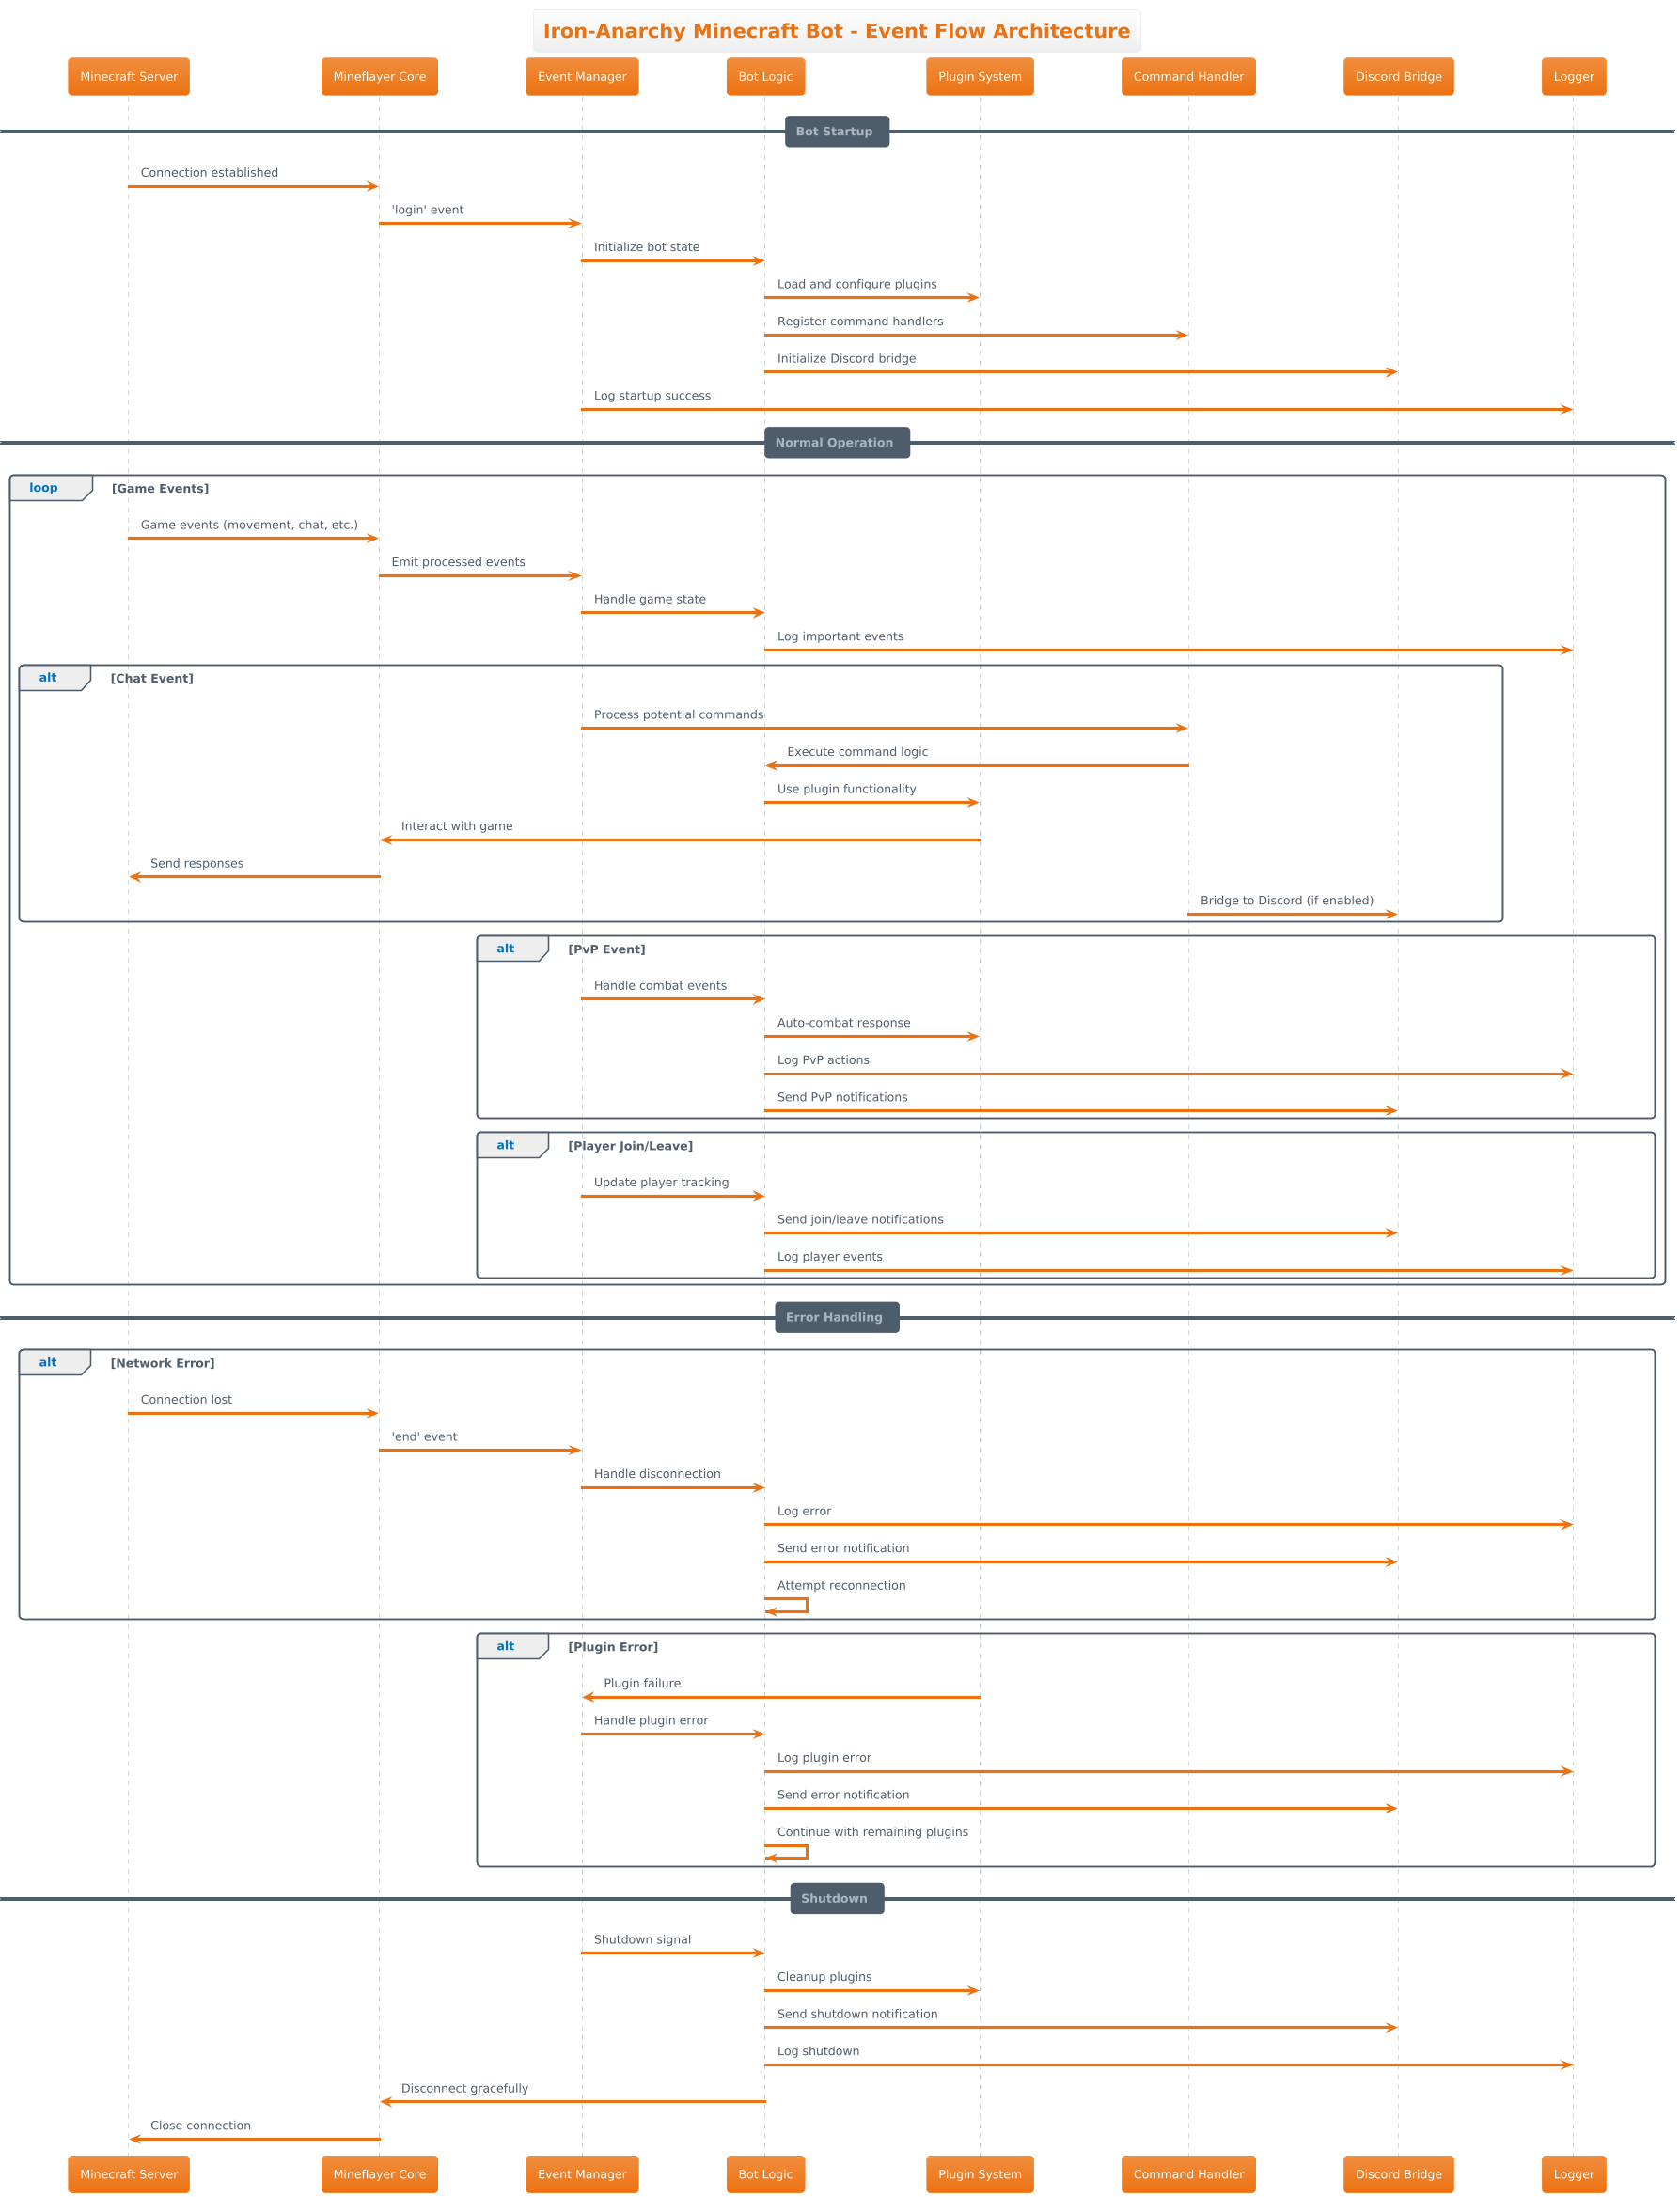 Iron-Anarchy Minecraft Bot - Event Flow Architecture
Minecraft Server Mineflayer Core Event Manager Bot Logic Plugin System Command Handler Discord Bridge Logger
Bot Startup
Connection established
'login' event
Initialize bot state
Load and configure plugins
Register command handlers
Initialize Discord bridge
Log startup success
Normal Operation
loop [Game Events]
Game events (movement, chat, etc.)
Emit processed events
Handle game state
Log important events
alt [Chat Event]
Process potential commands
Execute command logic
Use plugin functionality
Interact with game
Send responses
Bridge to Discord (if enabled)
alt [PvP Event]
Handle combat events
Auto-combat response
Log PvP actions
Send PvP notifications
alt [Player Join/Leave]
Update player tracking
Send join/leave notifications
Log player events
Error Handling
alt [Network Error]
Connection lost
'end' event
Handle disconnection
Log error
Send error notification
Attempt reconnection
alt [Plugin Error]
Plugin failure
Handle plugin error
Log plugin error
Send error notification
Continue with remaining plugins
Shutdown
Shutdown signal
Cleanup plugins
Send shutdown notification
Log shutdown
Disconnect gracefully
Close connection
Minecraft Server Mineflayer Core Event Manager Bot Logic Plugin System Command Handler Discord Bridge Logger